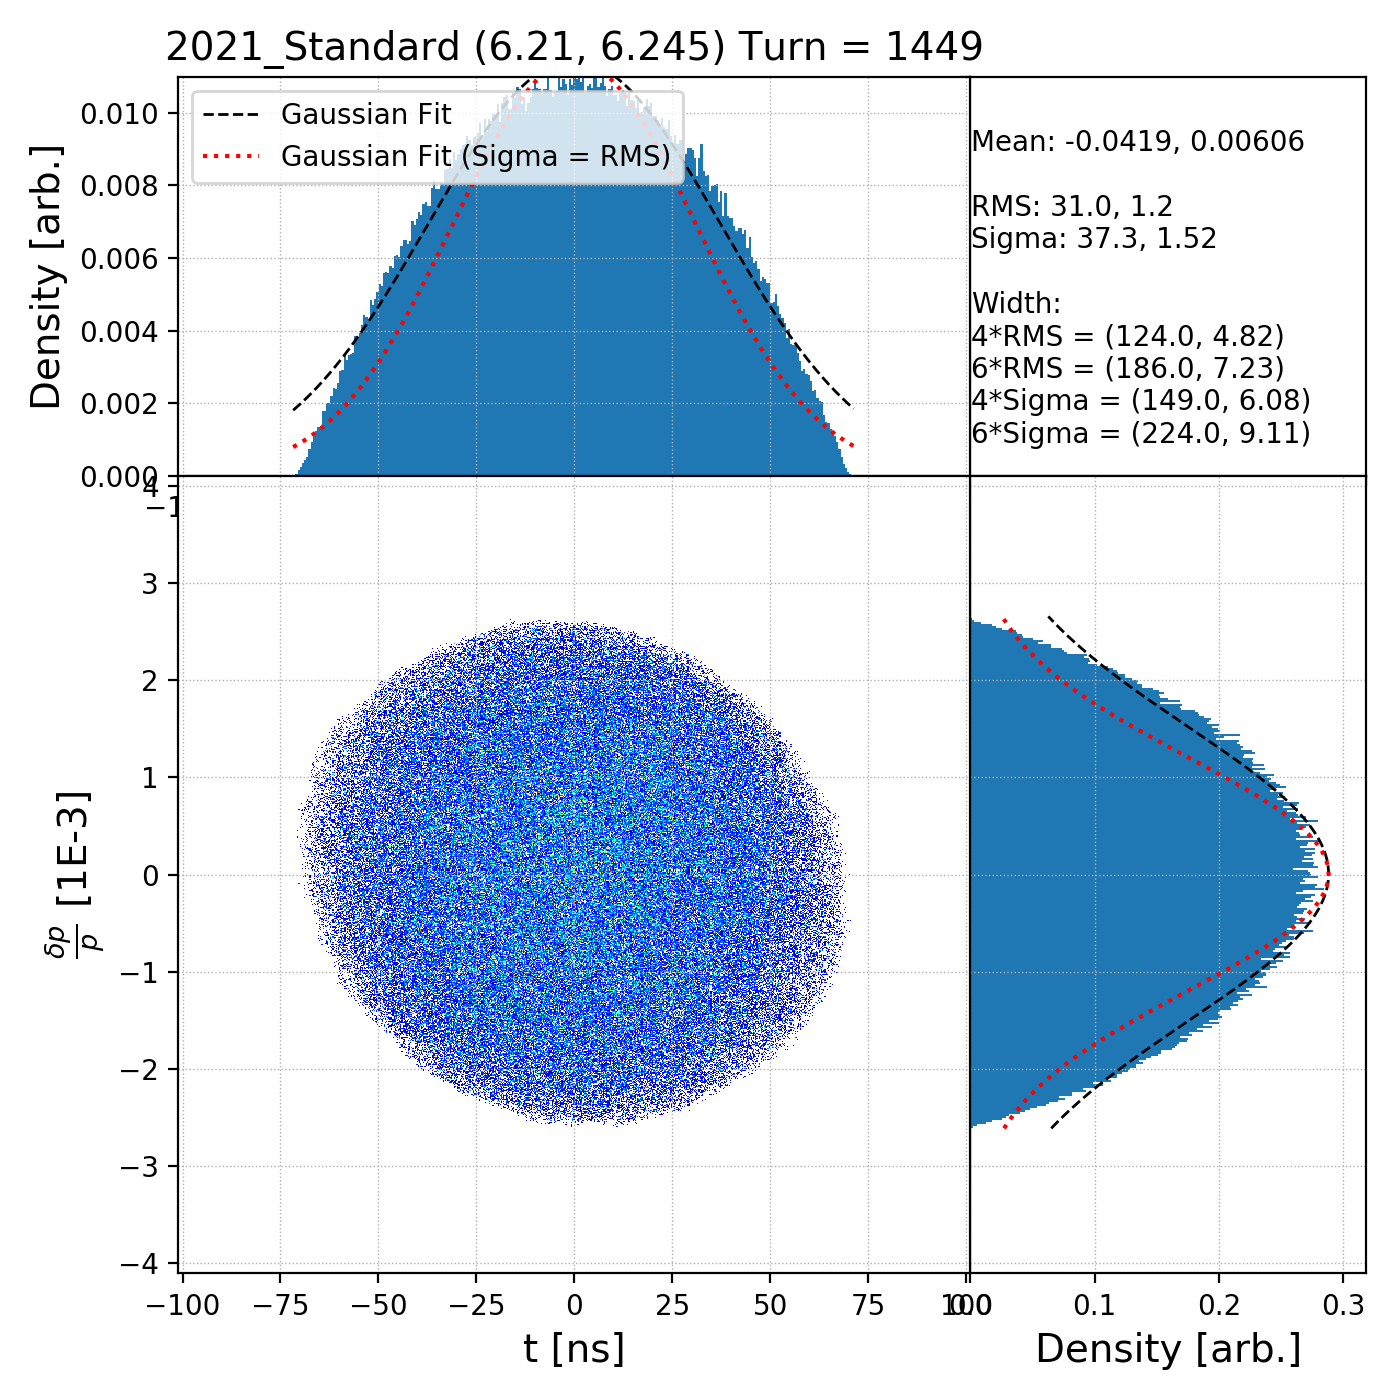 2021_Standard (6.21, 6.245) Turn = 1449
Density [arb.]
0.010
0.008
0.006
0.004
0.002
0.000
Gaussian Fit
Gaussian Fit (Sigma = RMS)
Mean: -0.0419, 0.00606
RMS: 31.0, 1.2
Sigma: 37.3, 1.52
Width:
4*RMS = (124.0, 4.82)
6*RMS = (186.0, 7.23)
4*Sigma = (149.0, 6.08)
6*Sigma = (224.0, 9.11)
δp/p [1E-3]
4
3
2
1
0
−1
−2
−3
−4
−100 −75 −50 −25 0 25 50 75 100
t [ns]
0.0 0.1 0.2 0.3
Density [arb.]